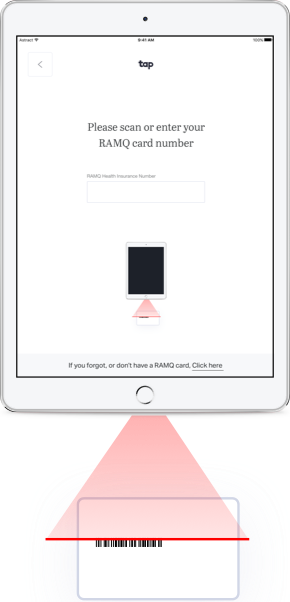 Astract
9:41 AM
100%
tap
Please scan or enter your
RAMQ card number
RAMQ Health Insurance Number
If you forgot, or don't have a RAMQ card, Click here